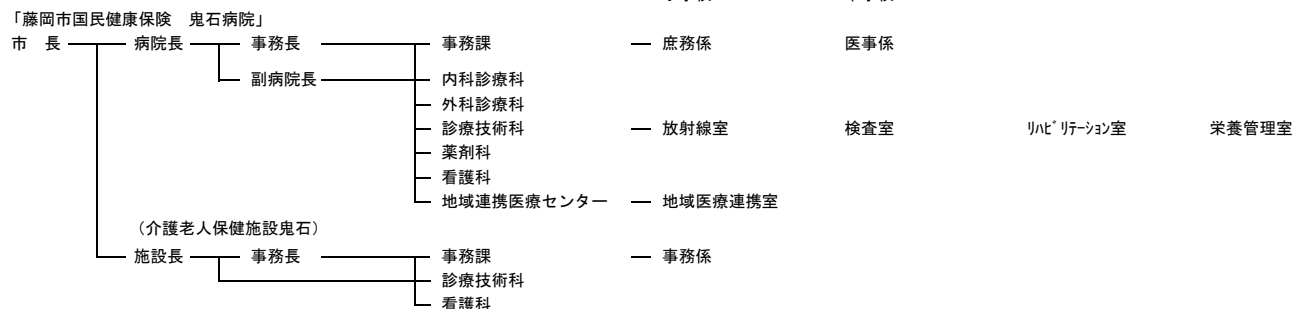 「藤岡市国民健康保険　鬼石病院」
市　長　病院長　事務長　事務課　庶務係　医事係
副病院長　内科診療科
外科診療科
診療技術科　放射線室　検査室　ﾘﾊﾋﾞﾘﾃｰｼｮﾝ室　栄養管理室
薬剤科
看護科
地域連携医療センター　地域医療連携室
（介護老人保健施設鬼石）
施設長　事務長　事務課　事務係
診療技術科
看護科